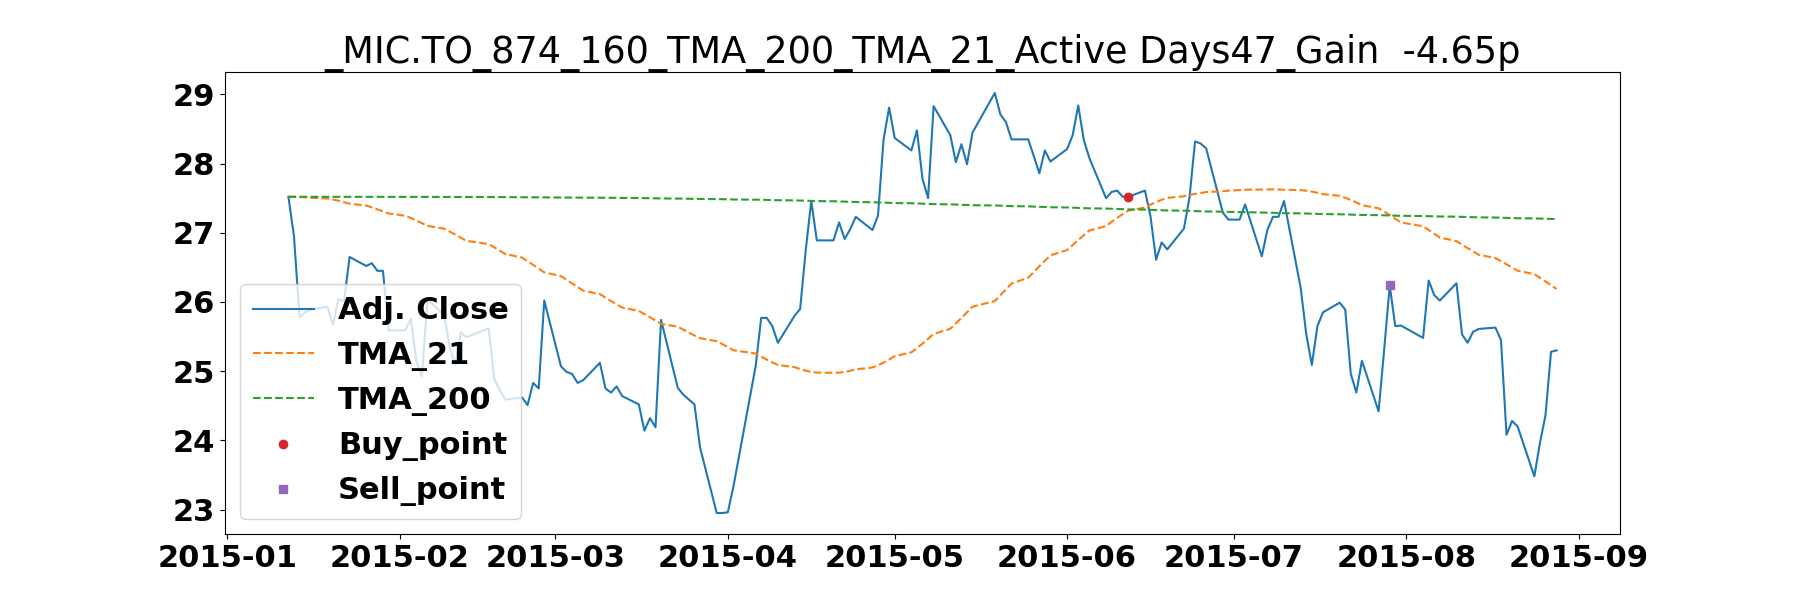 _MIC.TO_874_160_TMA_200_TMA_21_Active Days47_Gain  -4.65p
29
28
27
26
25
24
23
Adj. Close
TMA_21
TMA_200
Buy_point
Sell_point
2015-01 2015-02 2015-03 2015-04 2015-05 2015-06 2015-07 2015-08 2015-09